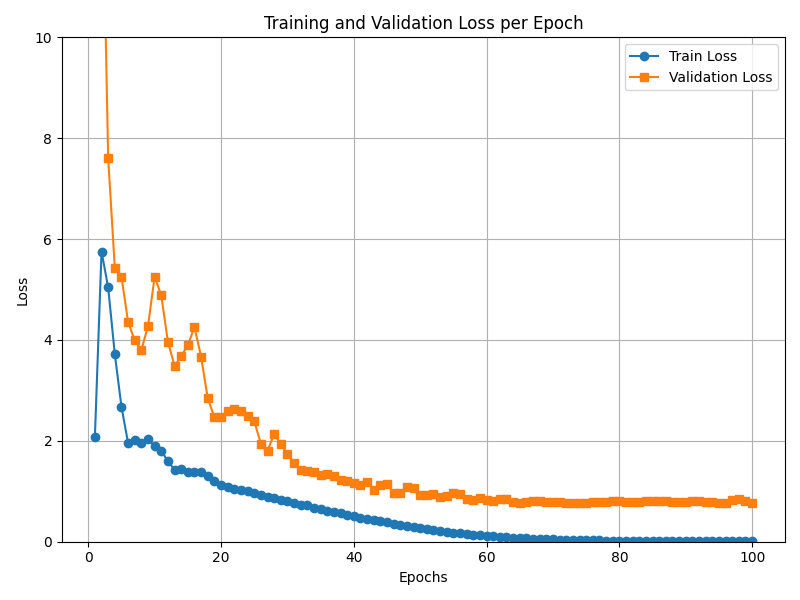 Training and Validation Loss per Epoch
Train Loss
Validation Loss
10
8
6
4
2
0
Loss
0 20 40 60 80 100
Epochs